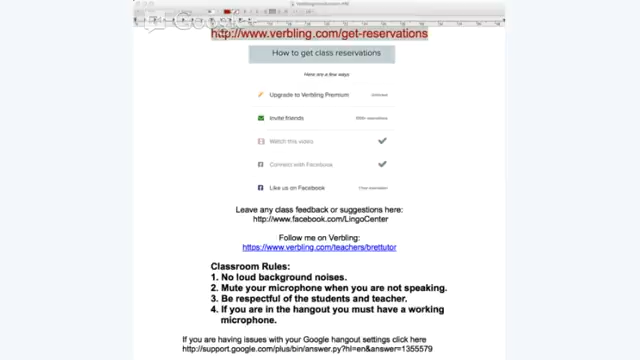 http://www.verbling.com/get-reservations
How to get class reservations
Here are a few ways
Upgrade to Verbling Premium
Invite friends
Watch this video
Connect with Facebook
Like us on Facebook
Leave any class feedback or suggestions here:
http://www.facebook.com/LingoCenter
Follow me on Verbling:
https://www.verbling.com/teachers/brettutor
Classroom Rules:
1. No loud background noises.
2. Mute your microphone when you are not speaking.
3. Be respectful of the students and teacher.
4. If you are in the hangout you must have a working
microphone.
If you are having issues with your Google hangout settings click here
http://support.google.com/plus/bin/answer.py?hl=en&answer=1355579